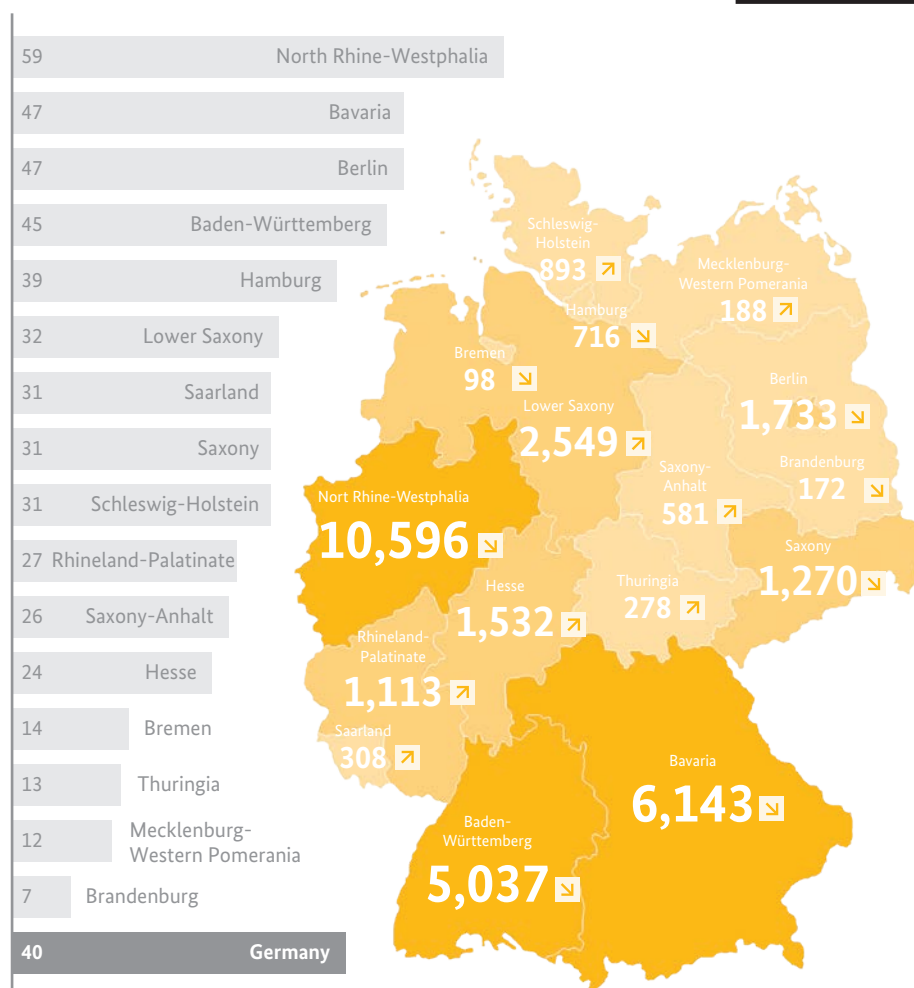 59 North Rhine-Westphalia
47 Bavaria
47 Berlin
45 Baden-Württemberg
39 Hamburg
32 Lower Saxony
31 Saarland
31 Saxony
31 Schleswig-Holstein
27 Rhineland-Palatinate
26 Saxony-Anhalt
24 Hesse
14 Bremen
13 Thuringia
12 Mecklenburg-
Western Pomerania
7 Brandenburg
40 Germany
Schleswig-
Holstein
893
Mecklenburg-
Western Pomerania
188
Hamburg
716
Bremen
98
Berlin
1,733
Lower Saxony
2,549
Brandenburg
172
Saxony-
Anhalt
581
Nort Rhine-Westphalia
10,596
Saxony
1,270
Hesse
1,532
Thuringia
278
Rhineland-
Palatinate
1,113
Saarland
308
Bavaria
6,143
Baden-
Württemberg
5,037